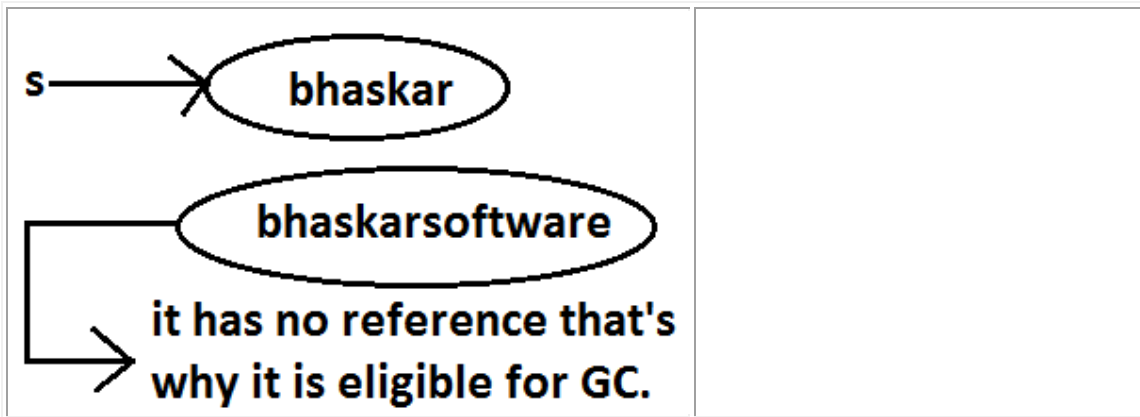 s
bhaskar
bhaskarsoftware
it has no reference that's
why it is eligible for GC.